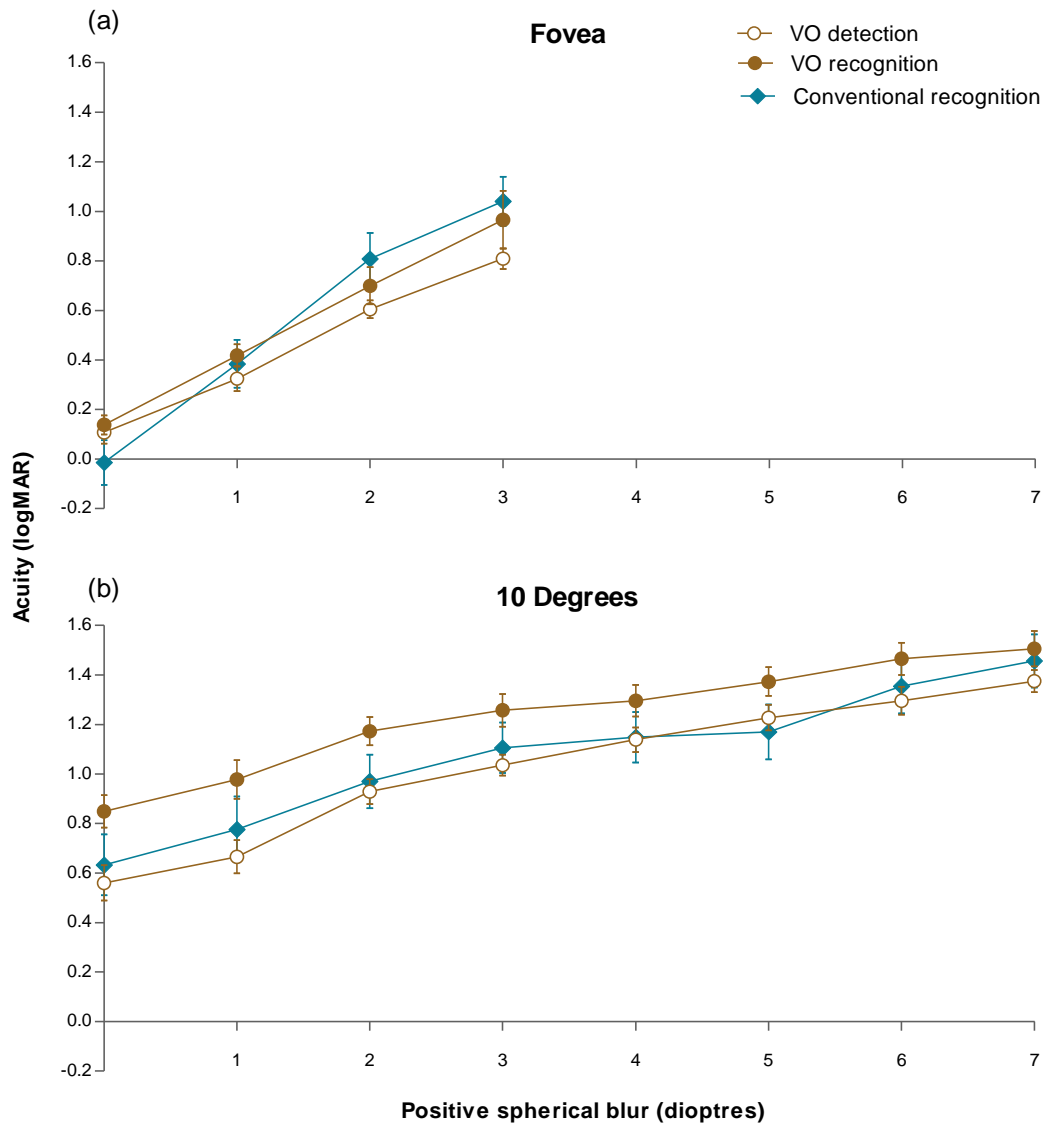 (a)
Fovea
VO detection
VO recognition
Conventional recognition
1.6
1.4
1.2
1.0
0.8
0.6
0.4
0.2
0.0
-0.2
1 2 3 4 5 6 7
Acuity (logMAR)
(b)
10 Degrees
1.6
1.4
1.2
1.0
0.8
0.6
0.4
0.2
0.0
-0.2
1 2 3 4 5 6 7
Positive spherical blur (dioptres)